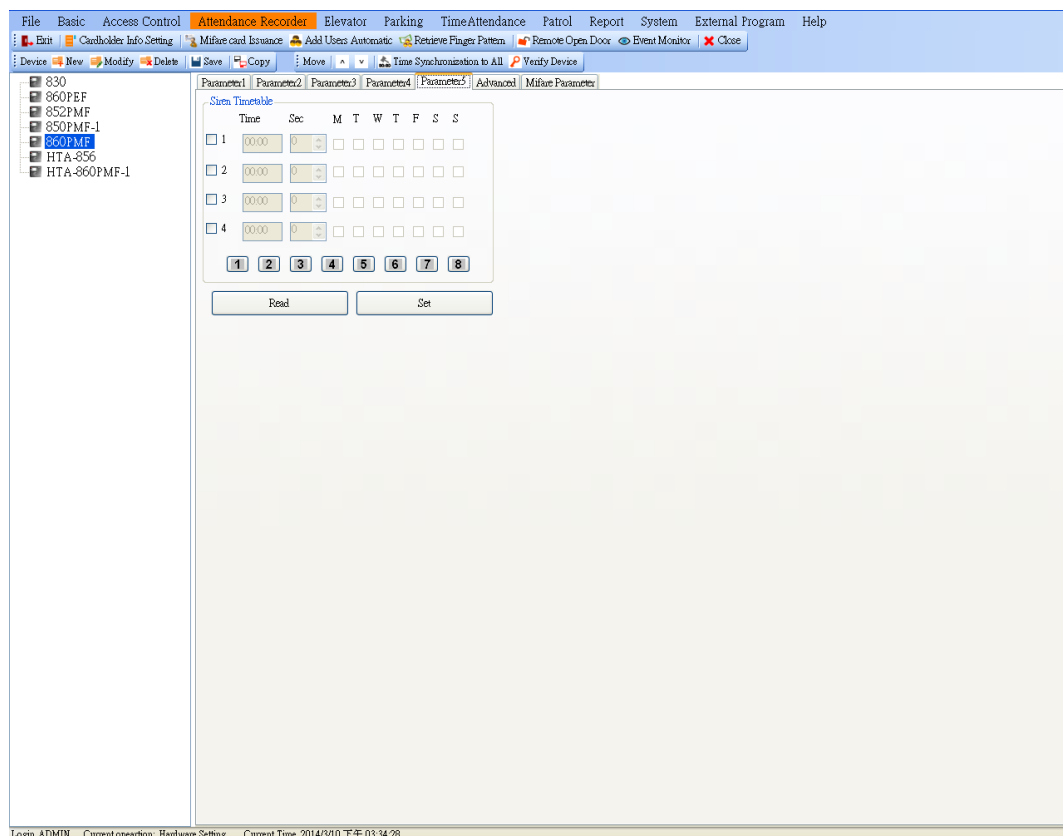 File Basic Access Control Attendance Recorder Elevator Parking TimeAttendance Patrol Report System External Program Help
Exit Cardholder Info Setting Mifare card Issuance Add Users Automatic Retrieve Finger Pattern Remote Open Door Event Monitor Close
Device New Modify Delete Save Copy Move Time Synchronization to All Verify Device
830
860PEF
852PMF
850PMF-1
860PMF
HTA-856
HTA-860PMF-1
Parameter1 Parameter2 Parameter3 Parameter4 Parameter5 Advanced Mifare Parameter
Siren Timetable
Time Sec M T W T F S S
1 00:00 0
2 00:00 0
3 00:00 0
4 00:00 0
1 2 3 4 5 6 7 8
Read Set
Login ADMIN Current opeartion: Hardware Setting Current Time 2014/3/10 下午 03:34:28